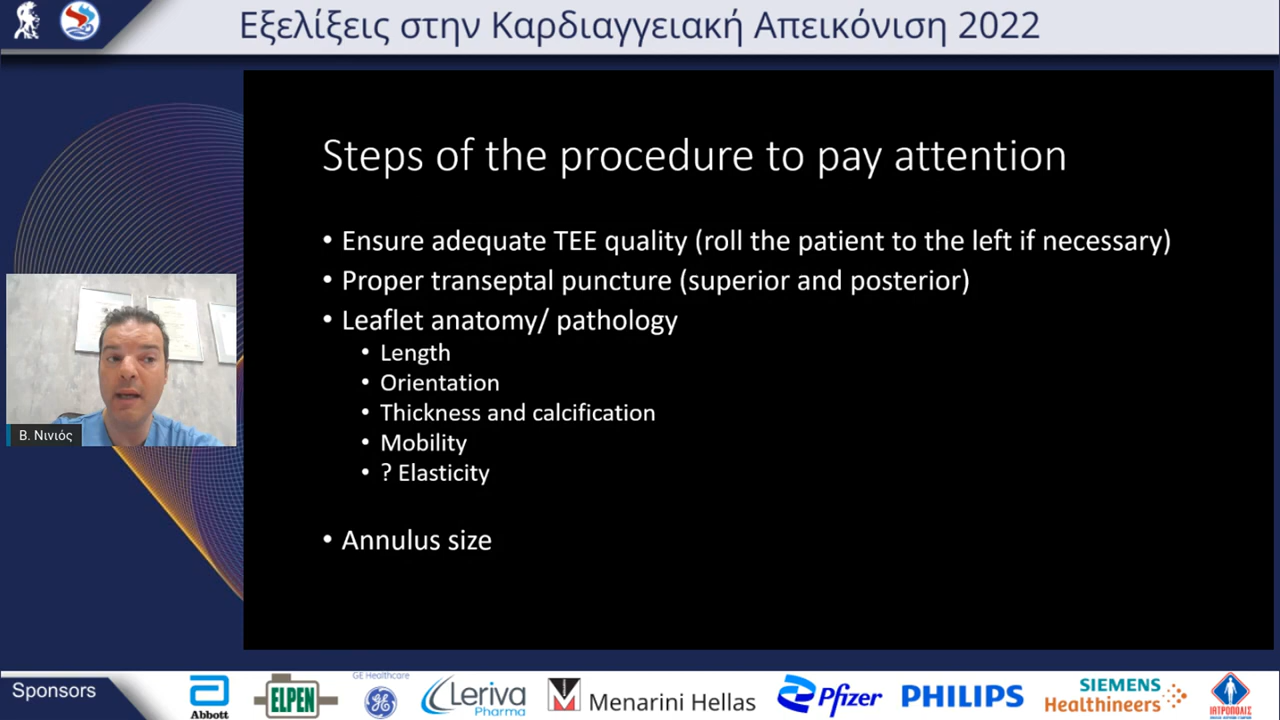 Εξελίξεις στην Καρδιαγγειακή Απεικόνιση 2022
Steps of the procedure to pay attention
• Ensure adequate TEE quality (roll the patient to the left if necessary)
• Proper transeptal puncture (superior and posterior)
• Leaflet anatomy/ pathology
• Length
• Orientation
• Thickness and calcification
• Mobility
• ? Elasticity
• Annulus size
Β. Νινιός
Sponsors
Abbott
ELPEN
GE Healthcare
Leriva
Pharma
Menarini Hellas
Pfizer
PHILIPS
SIEMENS
Healthineers
ΙΑΤΡΟΠΟΛΙΣ